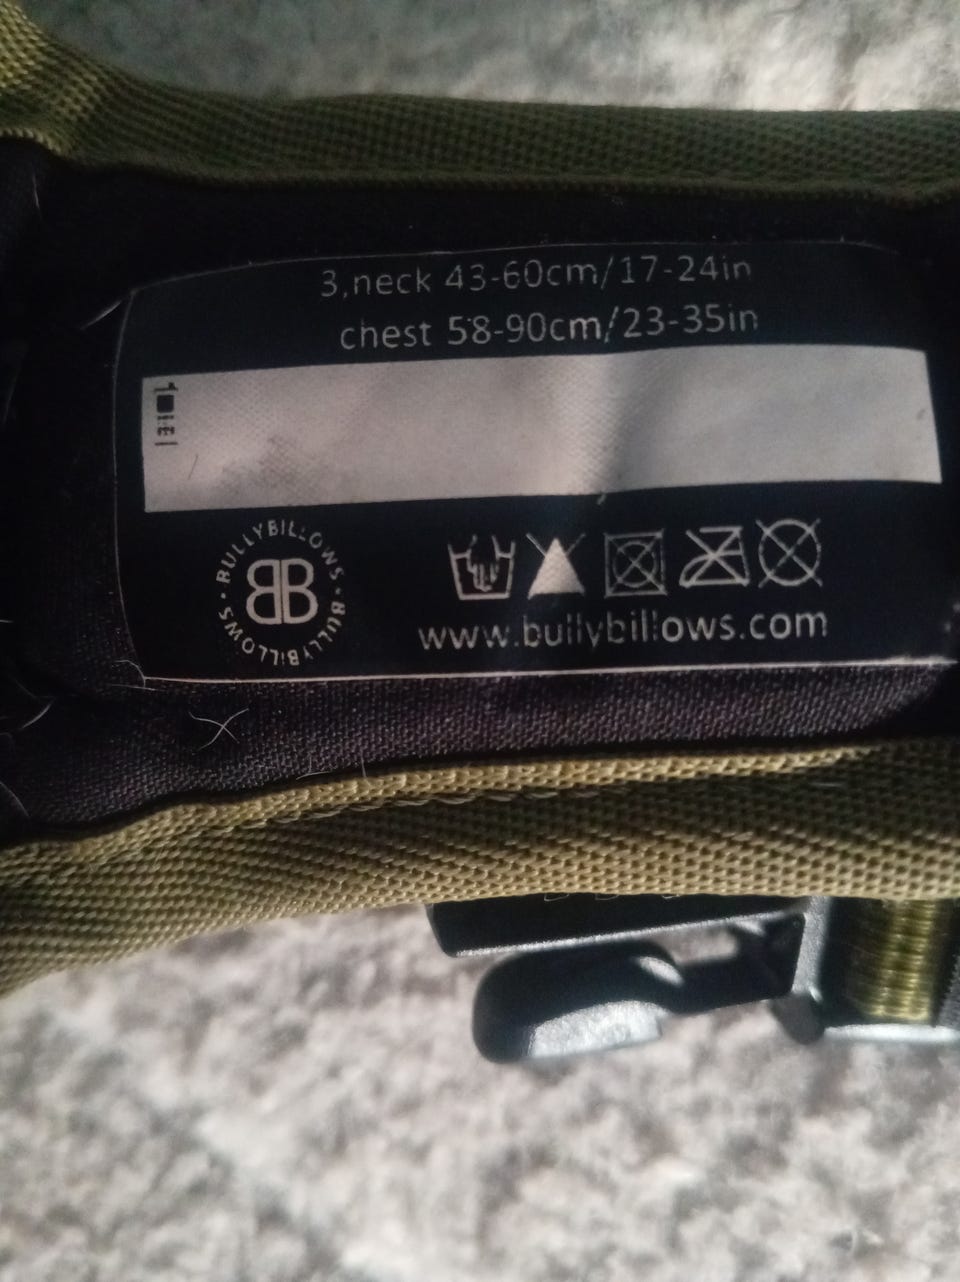 3,neck 43-60cm/17-24in
chest 58-90cm/23-35in
BULLYBILLOWS · BULLYBILLOWS ·
BB
www.bullybillows.com